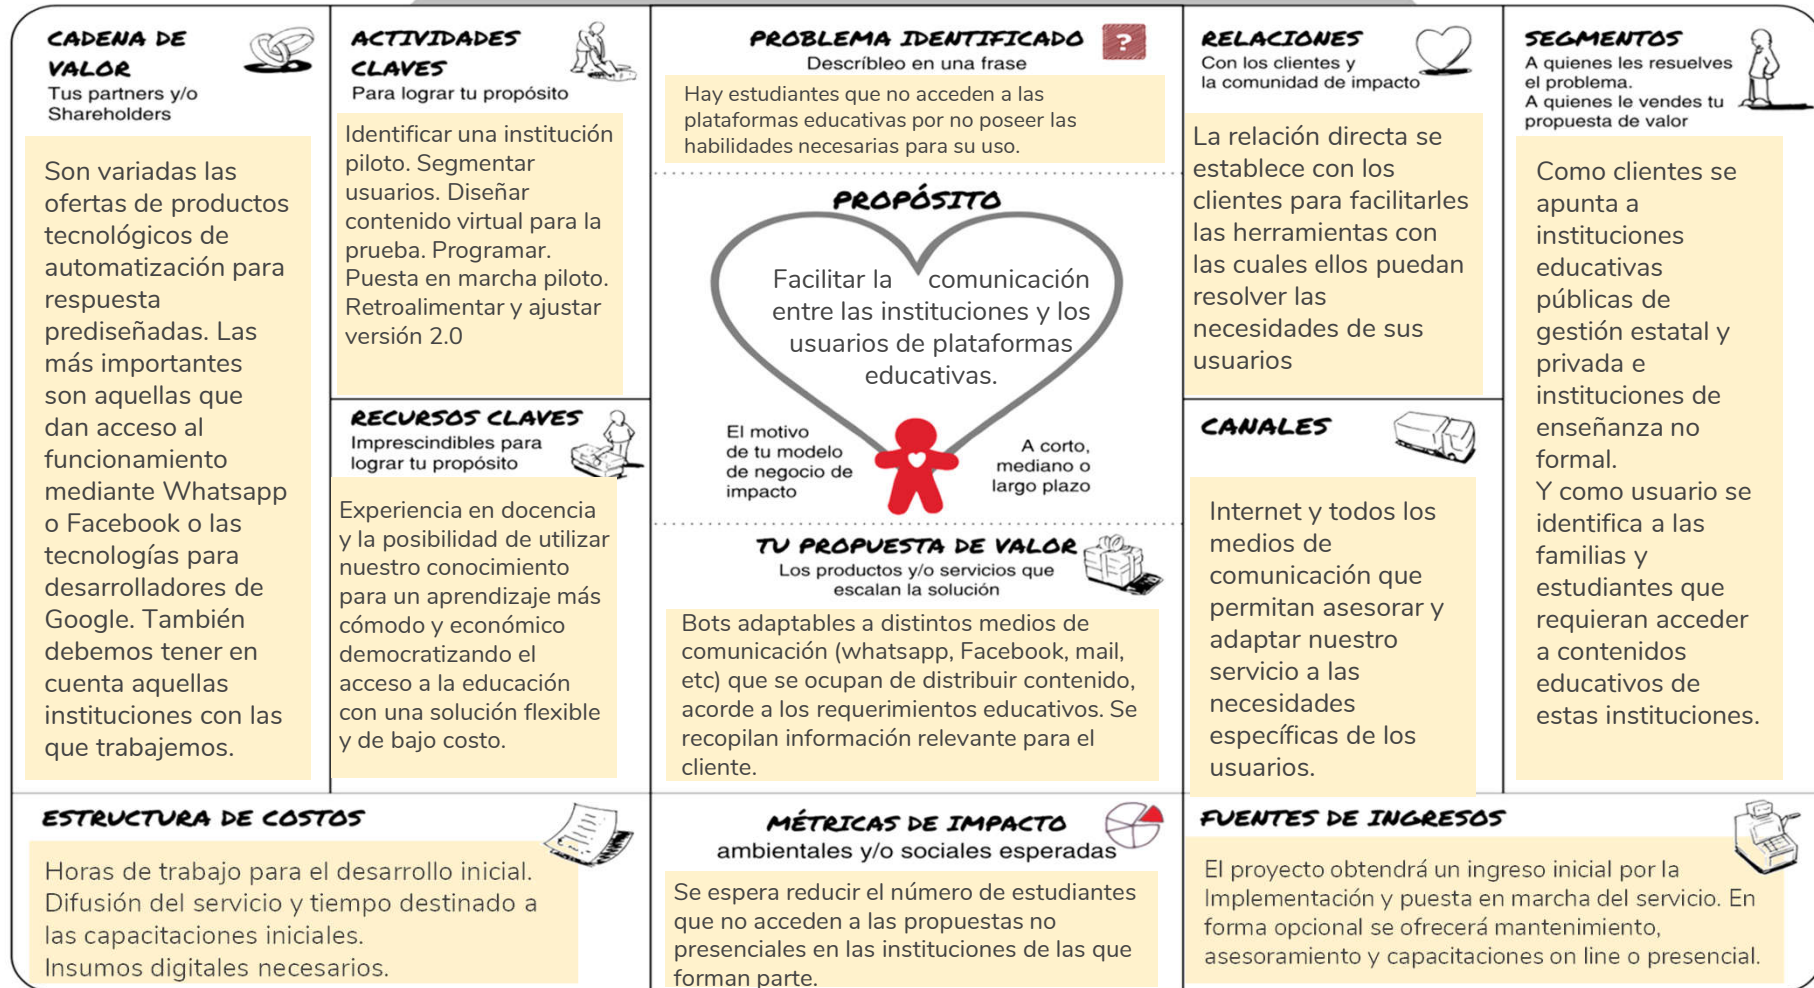 CADENA DE
VALOR
Tus partners y/o
Shareholders
Son variadas las
ofertas de productos
tecnológicos de
automatización para
respuesta
prediseñadas. Las
más importantes
son aquellas que
dan acceso al
funcionamiento
mediante Whatsapp
o Facebook o las
tecnologías para
desarrolladores de
Google. También
debemos tener en
cuenta aquellas
instituciones con las
que trabajemos.
ACTIVIDADES
CLAVES
Para lograr tu propósito
Identificar una institución
piloto. Segmentar
usuarios. Diseñar
contenido virtual para la
prueba. Programar.
Puesta en marcha piloto.
Retroalimentar y ajustar
versión 2.0
RECURSOS CLAVES
Imprescindibles para
lograr tu propósito
Experiencia en docencia
y la posibilidad de utilizar
nuestro conocimiento
para un aprendizaje más
cómodo y económico
democratizando el
acceso a la educación
con una solución flexible
y de bajo costo.
PROBLEMA IDENTIFICADO
?
Descríbleo en una frase
Hay estudiantes que no acceden a las
plataformas educativas por no poseer las
habilidades necesarias para su uso.
PROPÓSITO
Facilitar la comunicación
entre las instituciones y los
usuarios de plataformas
educativas.
El motivo
de tu modelo
de negocio de
impacto
A corto,
mediano o
largo plazo
TU PROPUESTA DE VALOR
Los productos y/o servicios que
escalan la solución
Bots adaptables a distintos medios de
comunicación (whatsapp, Facebook, mail,
etc) que se ocupan de distribuir contenido,
acorde a los requerimientos educativos. Se
recopilan información relevante para el
cliente.
RELACIONES
Con los clientes y
la comunidad de impacto
La relación directa se
establece con los
clientes para facilitarles
las herramientas con
las cuales ellos puedan
resolver las
necesidades de sus
usuarios
CANALES
Internet y todos los
medios de
comunicación que
permitan asesorar y
adaptar nuestro
servicio a las
necesidades
específicas de los
usuarios.
SEGMENTOS
A quienes les resuelves
el problema.
A quienes le vendes tu
propuesta de valor
Como clientes se
apunta a
instituciones
educativas
públicas de
gestión estatal y
privada e
instituciones de
enseñanza no
formal.
Y como usuario se
identifica a las
familias y
estudiantes que
requieran acceder
a contenidos
educativos de
estas instituciones.
ESTRUCTURA DE COSTOS
Horas de trabajo para el desarrollo inicial.
Difusión del servicio y tiempo destinado a
las capacitaciones iniciales.
Insumos digitales necesarios.
MÉTRICAS DE IMPACTO
ambientales y/o sociales esperadas
Se espera reducir el número de estudiantes
que no acceden a las propuestas no
presenciales en las instituciones de las que
forman parte.
FUENTES DE INGRESOS
El proyecto obtendrá un ingreso inicial por la
Implementación y puesta en marcha del servicio. En
forma opcional se ofrecerá mantenimiento,
asesoramiento y capacitaciones on line o presencial.